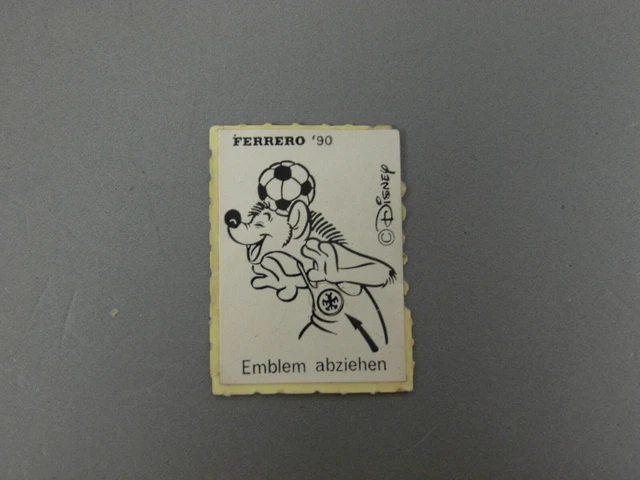 FERRERO '90
© DISNEY
Emblem abziehen